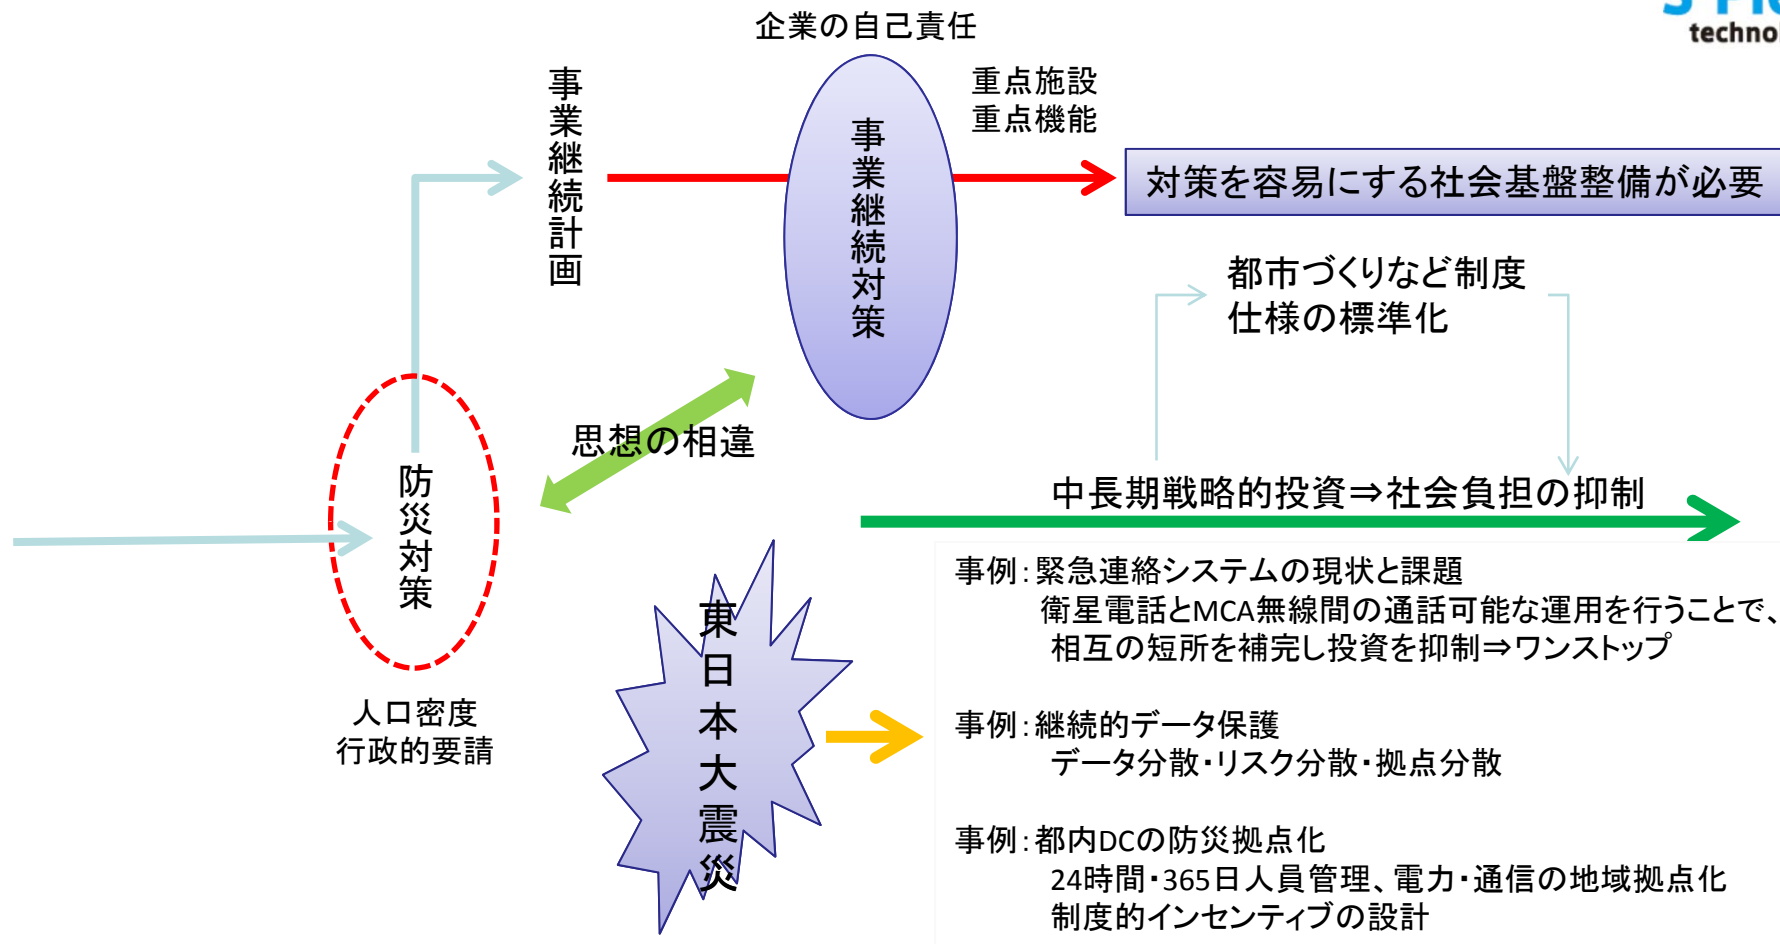 企業の自己責任
technol
事業継続計画
事業継続対策
重点施設
重点機能
対策を容易にする社会基盤整備が必要
都市づくりなど制度
仕様の標準化
思想の相違
防災対策
人口密度
行政的要請
中長期戦略的投資⇒社会負担の抑制
東日本大震災
事例:緊急連絡システムの現状と課題
衛星電話とMCA無線間の通話可能な運用を行うことで、
相互の短所を補完し投資を抑制⇒ワンストップ
事例:継続的データ保護
データ分散・リスク分散・拠点分散
事例:都内DCの防災拠点化
24時間・365日人員管理、電力・通信の地域拠点化
制度的インセンティブの設計